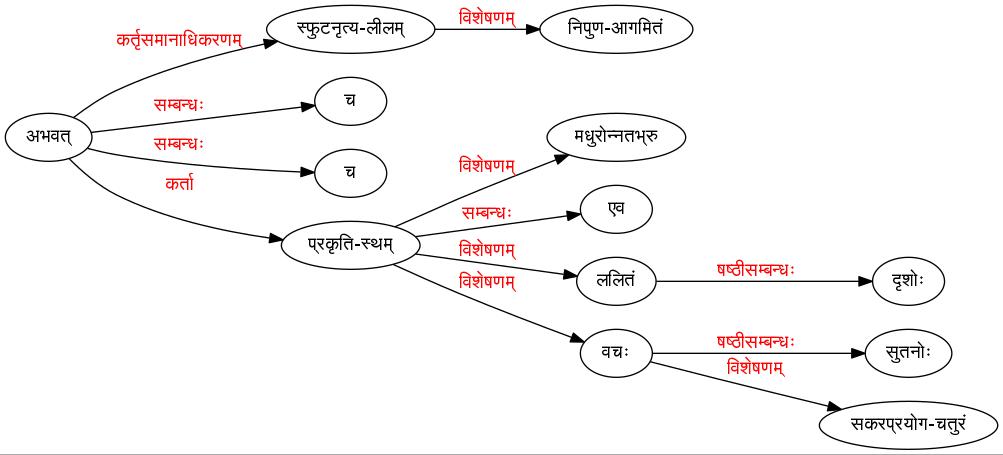 स्फुटनृत्य-लीलम्
विशेषणम्
निपुण-आगमितं
कर्तृसमानाधिकरणम्
सम्बन्धः
च
अभवत्
सम्बन्धः
च
कर्ता
प्रकृति-स्थम्
विशेषणम्
मधुरोन्नतभ्रु
सम्बन्धः
एव
विशेषणम्
ललितं
षष्ठीसम्बन्धः
दृशोः
विशेषणम्
वचः
षष्ठीसम्बन्धः
सुतनोः
विशेषणम्
सकरप्रयोग-चतुरं